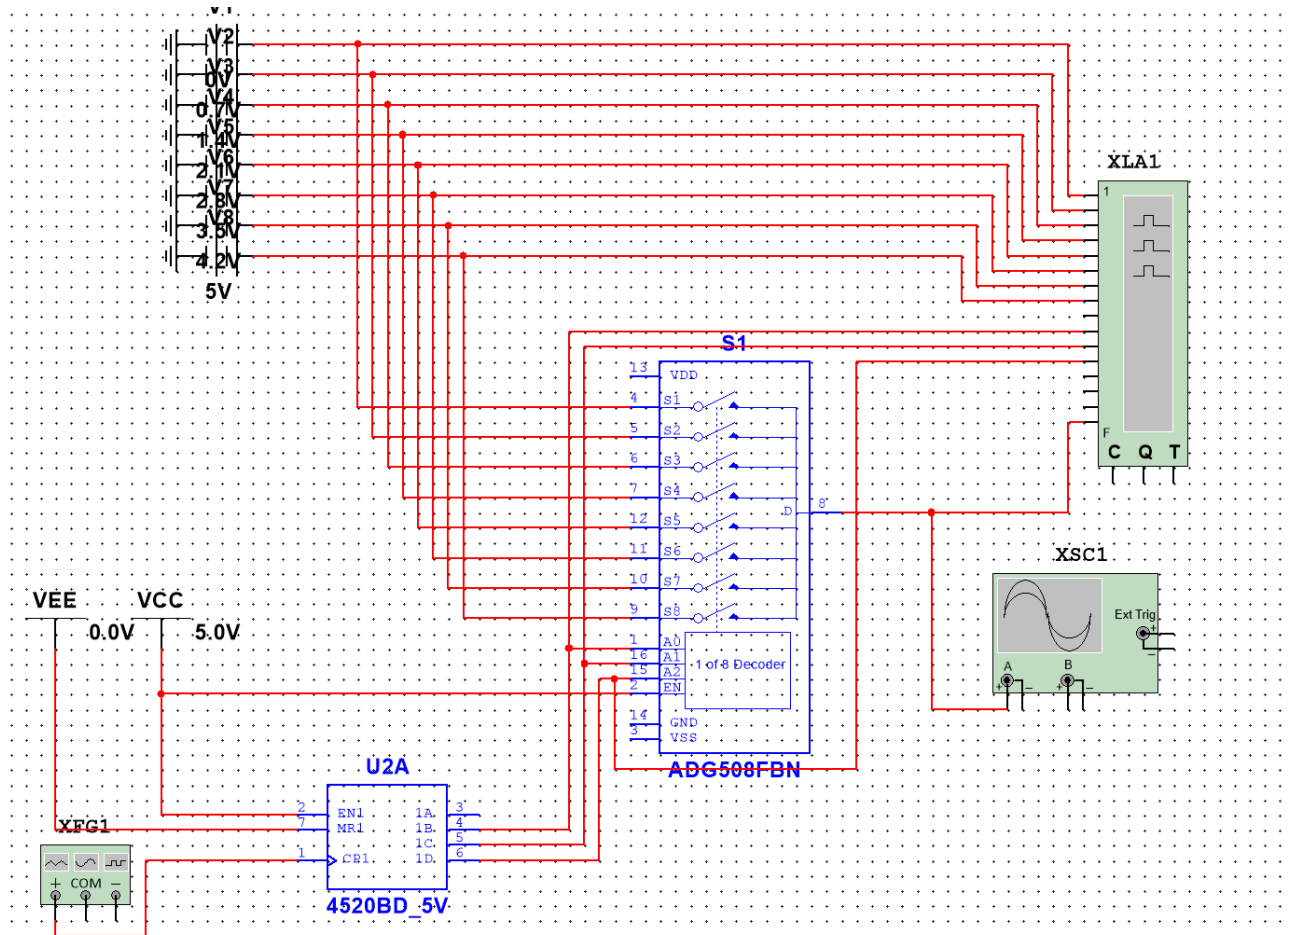 V1
V2
V3
0V
V4
0.7V
V5
1.4V
V6
2.1V
V7
2.8V
V8
3.5V
4.2V
5V
XLA1
1
F
C Q T
S1
13 VDD
4 S1
5 S2
6 S3
7 S4
12 S5
11 S6
10 S7
9 S8
D 8
1 A0
16 A1
15 A2
2 EN
1 of 8 Decoder
14 GND
3 VSS
ADG508FBN
XSC1
Ext Trig
+
−
A B
+ − + −
VEE VCC
0.0V 5.0V
U2A
2 EN1 1A 3
7 MR1 1B 4
1C 5
1 CP1 1D 6
4520BD_5V
XFG1
+ COM −